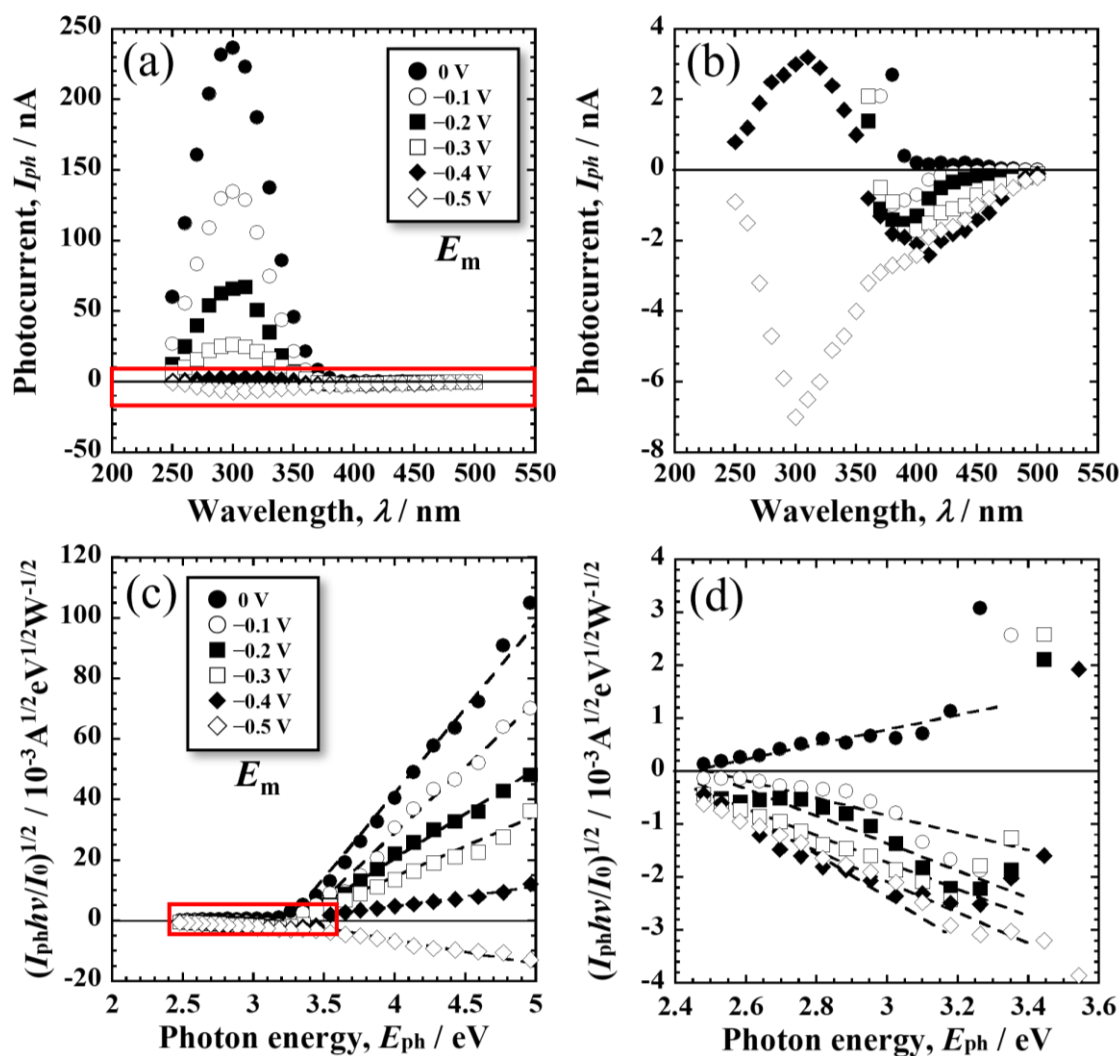 (a)
250
200
150
100
50
0
-50
200 250 300 350 400 450 500 550
Photocurrent, Iph / nA
Wavelength, λ / nm
0 V
−0.1 V
−0.2 V
−0.3 V
−0.4 V
−0.5 V
Em
(b)
4
2
0
-2
-4
-6
-8
200 250 300 350 400 450 500 550
Photocurrent, Iph / nA
Wavelength, λ / nm
(c)
120
100
80
60
40
20
0
-20
2 2.5 3 3.5 4 4.5 5
(Iphhν/I0)1/2 / 10-3 A1/2eV1/2W-1/2
Photon energy, Eph / eV
0 V
−0.1 V
−0.2 V
−0.3 V
−0.4 V
−0.5 V
Em
(d)
4
3
2
1
0
-1
-2
-3
-4
2.4 2.6 2.8 3.0 3.2 3.4 3.6
(Iphhν/I0)1/2 / 10-3 A1/2eV1/2W-1/2
Photon energy, Eph / eV